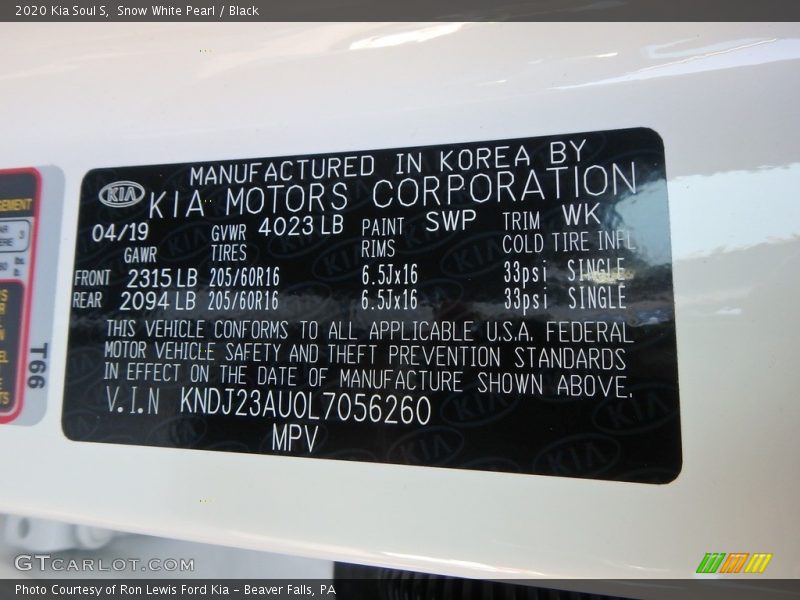 2020 Kia Soul S, Snow White Pearl / Black
MANUFACTURED IN KOREA BY
KIA KIA MOTORS CORPORATION
04/19 GVWR 4023 LB PAINT SWP TRIM WK
GAWR TIRES RIMS COLD TIRE INFL
FRONT 2315 LB 205/60R16 6.5Jx16 33psi SINGLE
REAR 2094 LB 205/60R16 6.5Jx16 33psi SINGLE
THIS VEHICLE CONFORMS TO ALL APPLICABLE U.S.A. FEDERAL
MOTOR VEHICLE SAFETY AND THEFT PREVENTION STANDARDS
IN EFFECT ON THE DATE OF MANUFACTURE SHOWN ABOVE.
V.I.N KNDJ23AU0L7056260
MPV
T66
GTCARLOT.COM
Photo Courtesy of Ron Lewis Ford Kia – Beaver Falls, PA